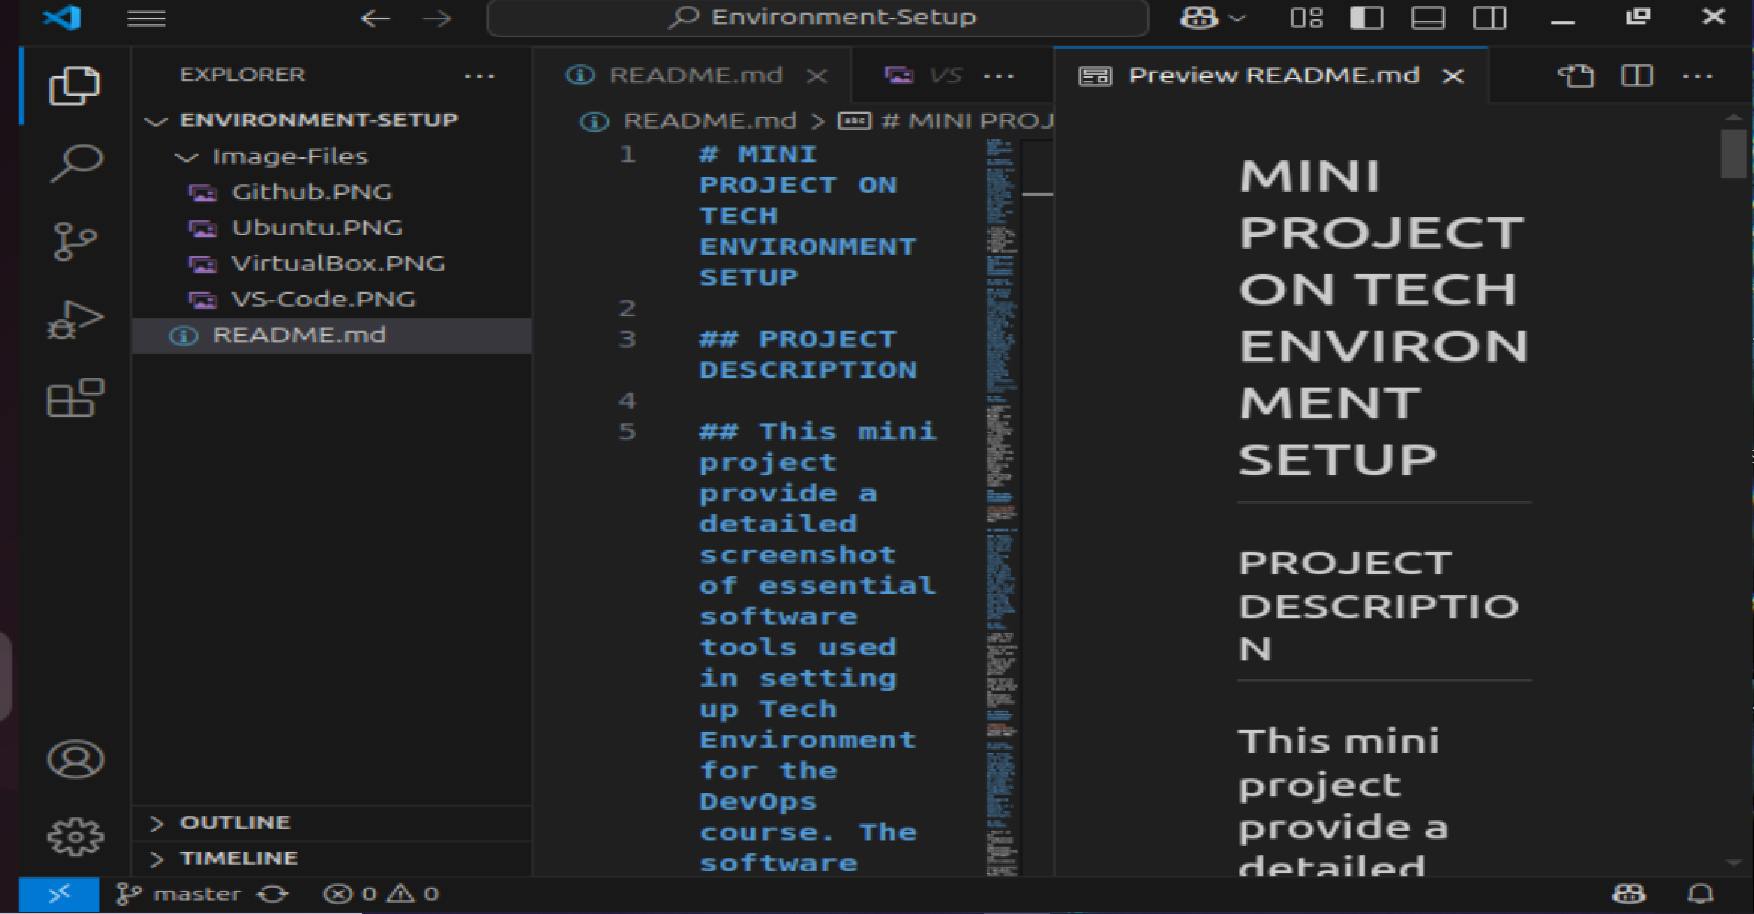 Environment-Setup
EXPLORER
ENVIRONMENT-SETUP
Image-Files
Github.PNG
Ubuntu.PNG
VirtualBox.PNG
VS-Code.PNG
README.md
OUTLINE
TIMELINE
README.md
VS
README.md > # MINI PROJ
1 # MINI
PROJECT ON
TECH
ENVIRONMENT
SETUP
2
3 ## PROJECT
DESCRIPTION
4
5 ## This mini
project
provide a
detailed
screenshot
of essential
software
tools used
in setting
up Tech
Environment
for the
DevOps
course. The
software
Preview README.md
MINI
PROJECT
ON TECH
ENVIRON
MENT
SETUP
PROJECT
DESCRIPTIO
N
This mini
project
provide a
detailed
master 0 0